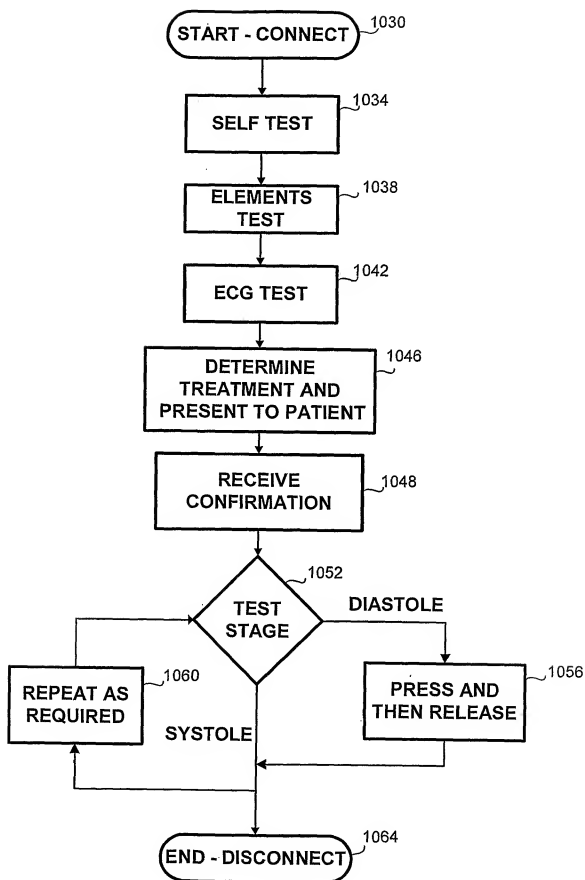 START - CONNECT
1030
SELF TEST
1034
ELEMENTS
TEST
1038
ECG TEST
1042
DETERMINE
TREATMENT AND
PRESENT TO PATIENT
1046
RECEIVE
CONFIRMATION
1048
TEST
STAGE
1052
DIASTOLE
PRESS AND
THEN RELEASE
1056
REPEAT AS
REQUIRED
1060
SYSTOLE
END - DISCONNECT
1064